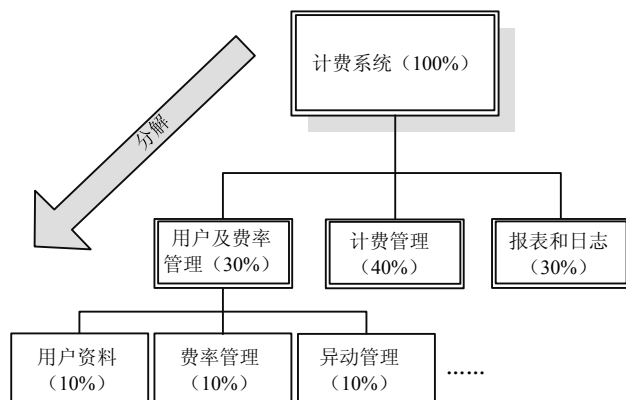 计费系统（100%）
分解
用户及费率
管理（30%）
计费管理
（40%）
报表和日志
（30%）
用户资料
（10%）
费率管理
（10%）
异动管理
（10%）
……